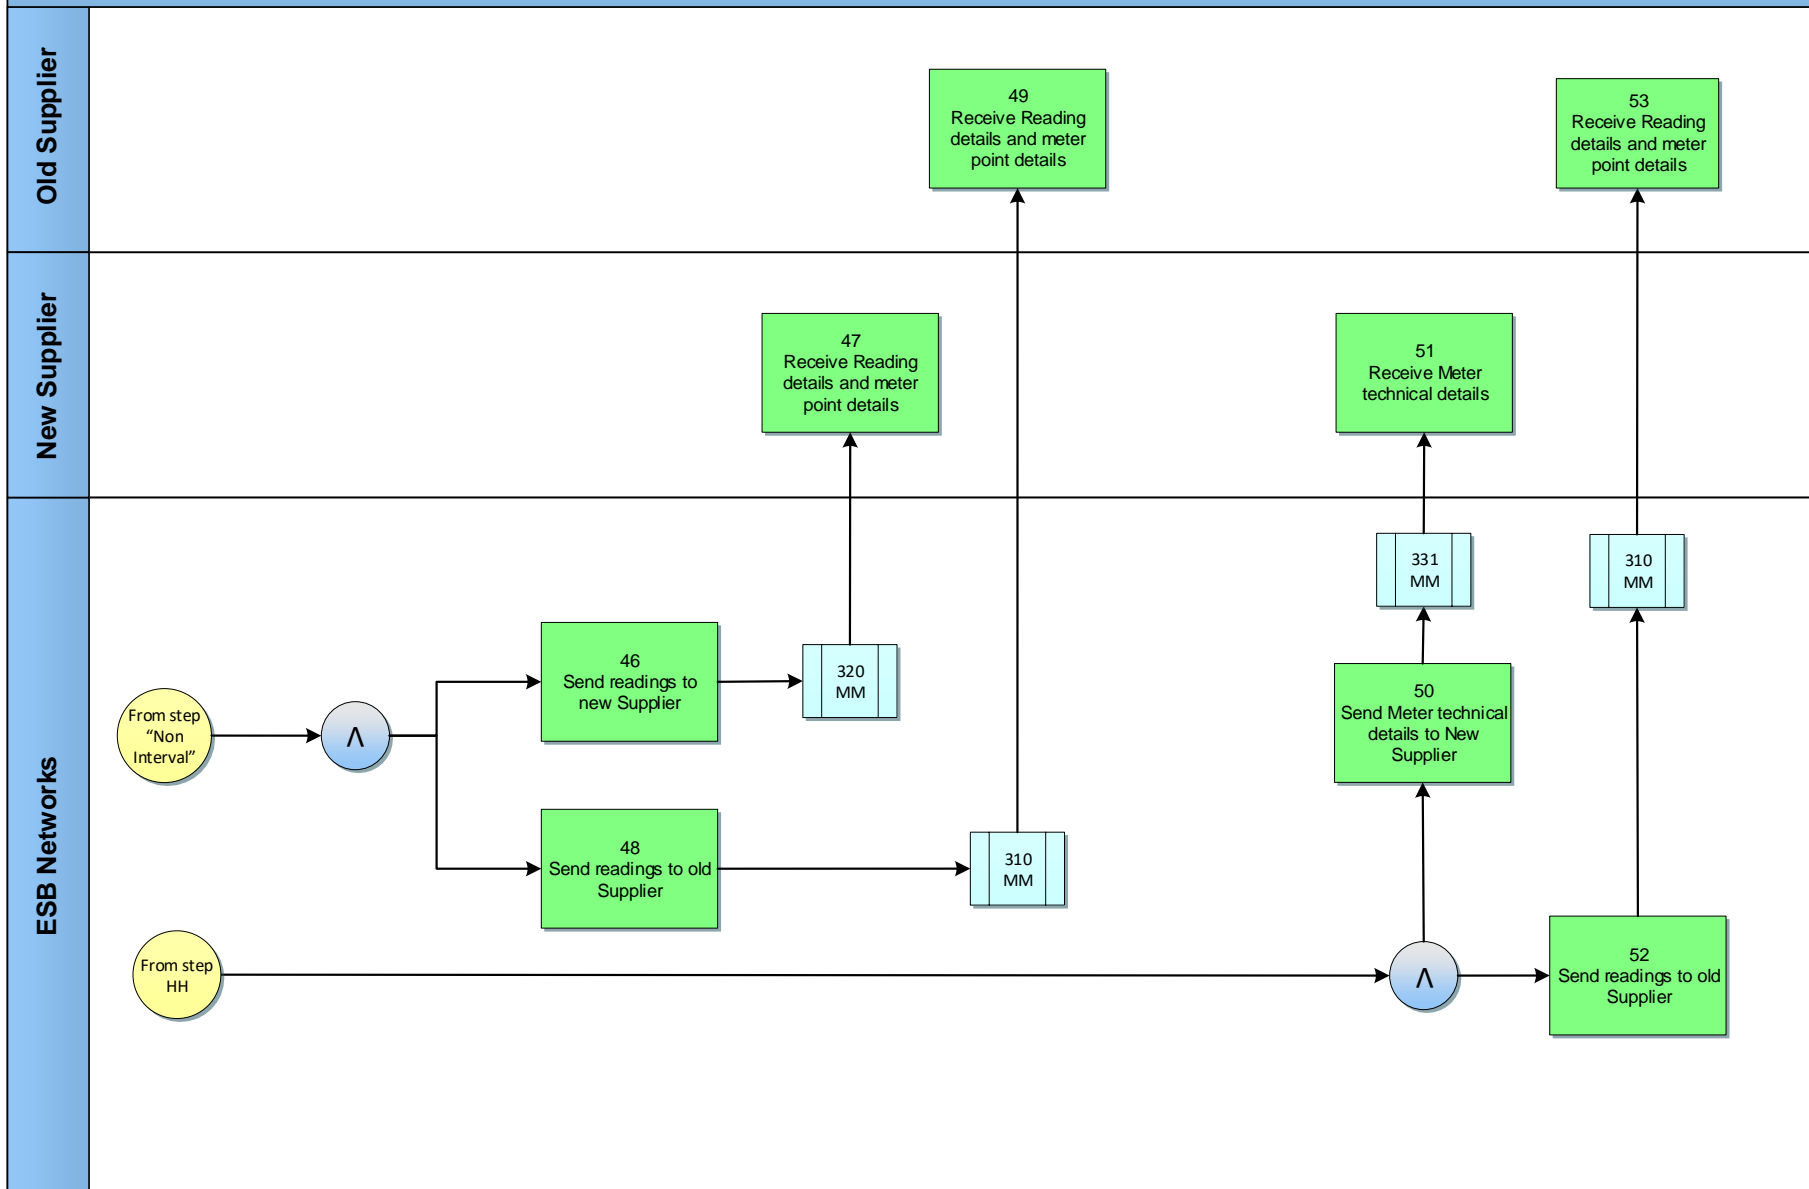 Old Supplier
49
Receive Reading
details and meter
point details
53
Receive Reading
details and meter
point details
New Supplier
47
Receive Reading
details and meter
point details
51
Receive Meter
technical details
ESB Networks
331
MM
310
MM
46
Send readings to
new Supplier
320
MM
50
Send Meter technical
details to New
Supplier
From step
“Non
Interval”
Λ
48
Send readings to old
Supplier
310
MM
From step
HH
Λ
52
Send readings to old
Supplier